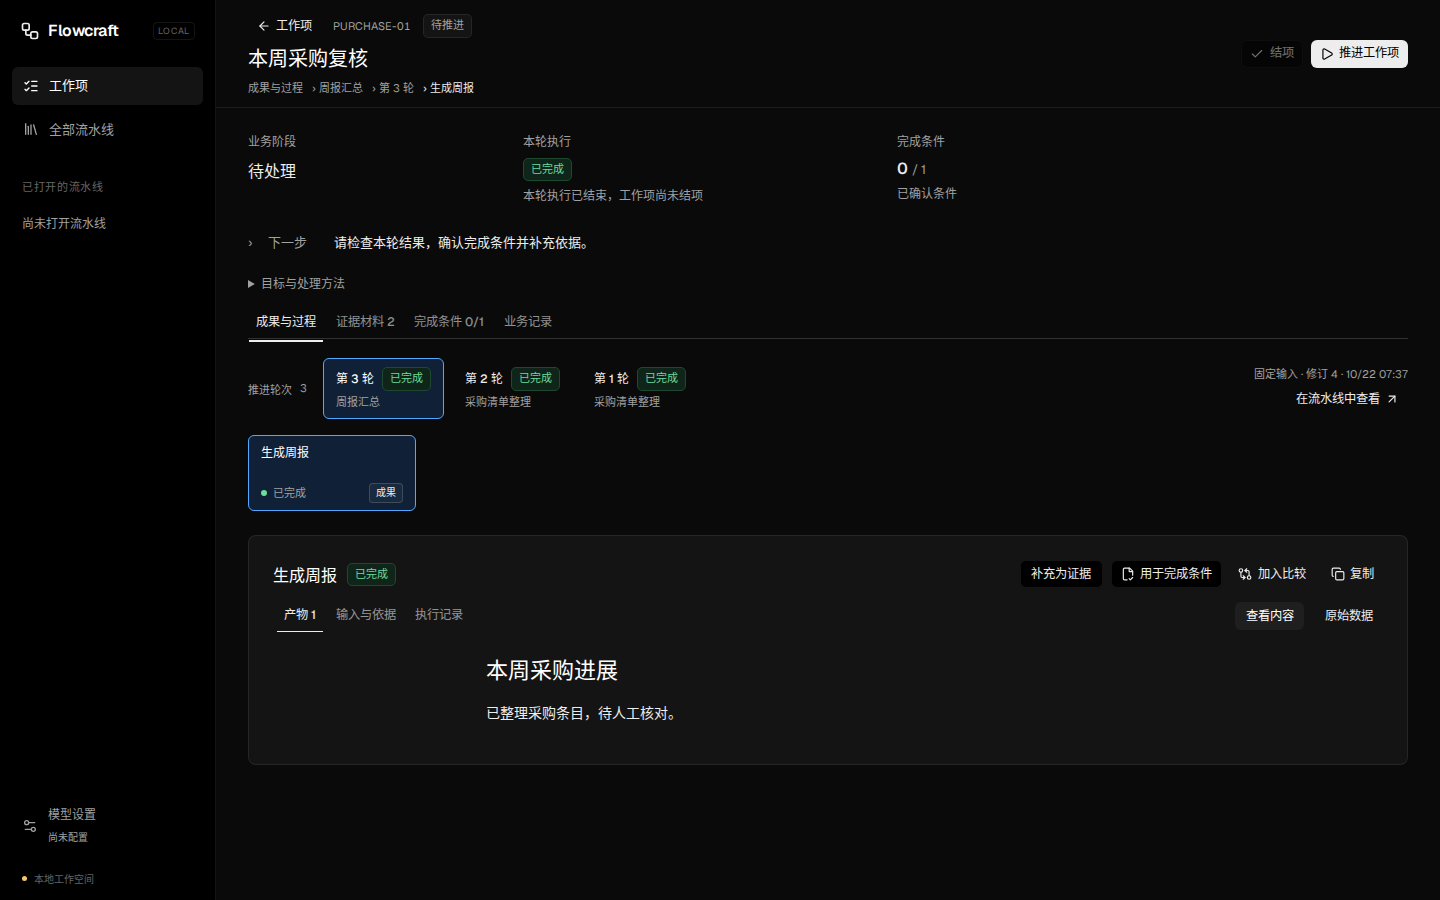 Flowcraft LOCAL
工作项
全部流水线
已打开的流水线
尚未打开流水线
模型设置
尚未配置
本地工作空间
工作项 PURCHASE-01 待推进
本周采购复核
成果与过程 › 周报汇总 › 第 3 轮 › 生成周报
结项 推进工作项
业务阶段
待处理
本轮执行
已完成
本轮执行已结束，工作项尚未结项
完成条件
0 / 1
已确认条件
› 下一步 请检查本轮结果，确认完成条件并补充依据。
目标与处理方法
成果与过程 证据材料 2 完成条件 0/1 业务记录
推进轮次 3
第 3 轮 已完成
周报汇总
第 2 轮 已完成
采购清单整理
第 1 轮 已完成
采购清单整理
固定输入 · 修订 4 · 10/22 07:37
在流水线中查看
生成周报
已完成 成果
生成周报 已完成
补充为证据 用于完成条件 加入比较 复制
产物 1 输入与依据 执行记录
查看内容 原始数据
本周采购进展
已整理采购条目，待人工核对。